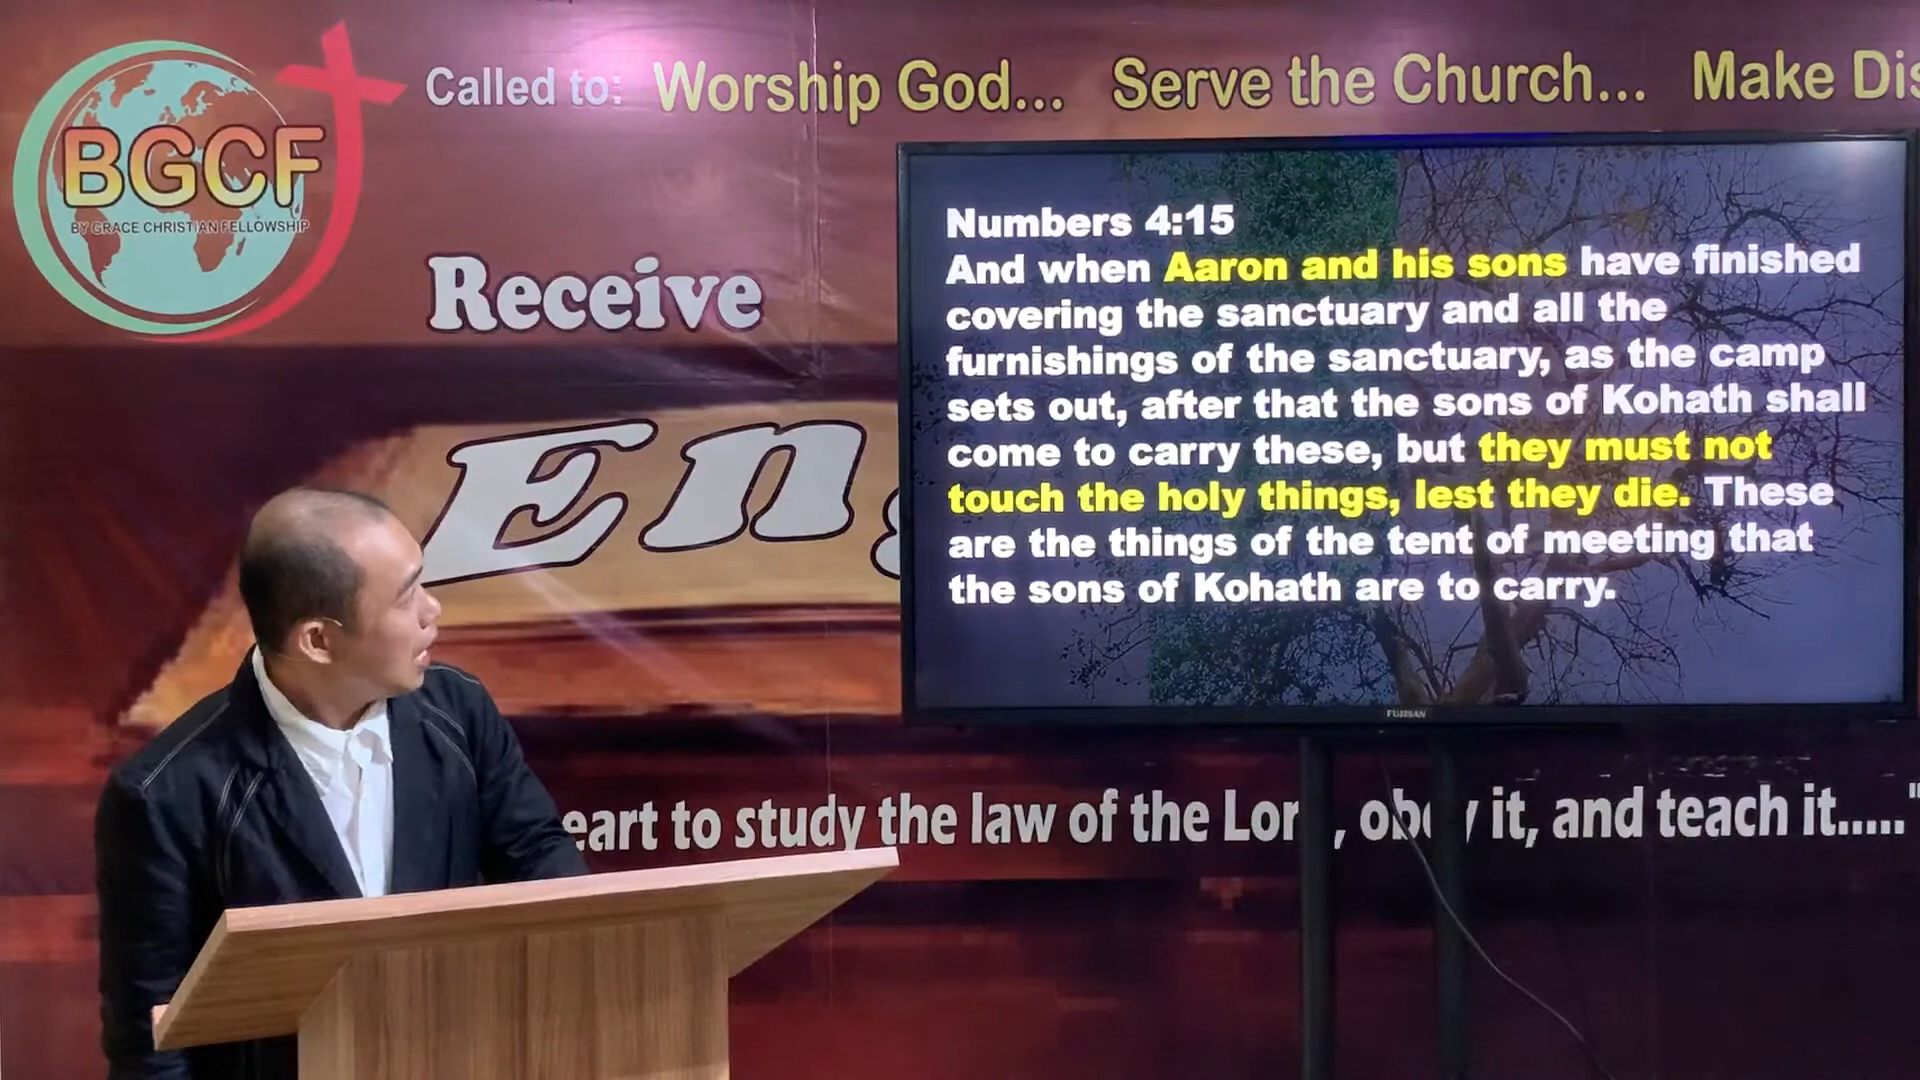 Called to: Worship God... Serve the Church... Make Dis
BGCF
BY GRACE CHRISTIAN FELLOWSHIP
Receive
En
Numbers 4:15
And when Aaron and his sons have finished
covering the sanctuary and all the
furnishings of the sanctuary, as the camp
sets out, after that the sons of Kohath shall
come to carry these, but they must not
touch the holy things, lest they die. These
are the things of the tent of meeting that
the sons of Kohath are to carry.
FUJISAN
eart to study the law of the Lor , obe y it, and teach it....."